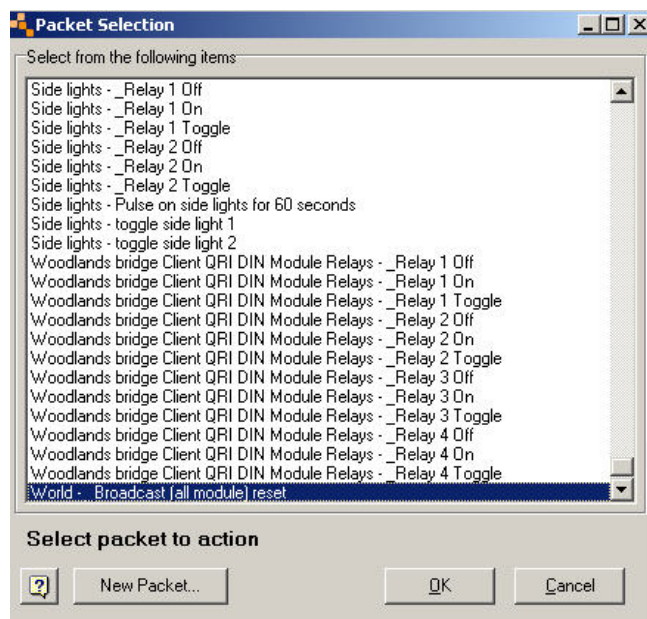 Packet Selection
Select from the following items
Side lights - _Relay 1 Off
Side lights - _Relay 1 On
Side lights - _Relay 1 Toggle
Side lights - _Relay 2 Off
Side lights - _Relay 2 On
Side lights - _Relay 2 Toggle
Side lights - Pulse on side lights for 60 seconds
Side lights - toggle side light 1
Side lights - toggle side light 2
Woodlands bridge Client QRI DIN Module Relays - _Relay 1 Off
Woodlands bridge Client QRI DIN Module Relays - _Relay 1 On
Woodlands bridge Client QRI DIN Module Relays - _Relay 1 Toggle
Woodlands bridge Client QRI DIN Module Relays - _Relay 2 Off
Woodlands bridge Client QRI DIN Module Relays - _Relay 2 On
Woodlands bridge Client QRI DIN Module Relays - _Relay 2 Toggle
Woodlands bridge Client QRI DIN Module Relays - _Relay 3 Off
Woodlands bridge Client QRI DIN Module Relays - _Relay 3 On
Woodlands bridge Client QRI DIN Module Relays - _Relay 3 Toggle
Woodlands bridge Client QRI DIN Module Relays - _Relay 4 Off
Woodlands bridge Client QRI DIN Module Relays - _Relay 4 On
Woodlands bridge Client QRI DIN Module Relays - _Relay 4 Toggle
World - _Broadcast (all module) reset
Select packet to action
? New Packet... OK Cancel